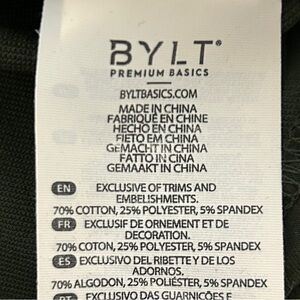 BYLT®
PREMIUM BASICS
BYLTBASICS.COM
MADE IN CHINA
FABRIQUÉ EN CHINE
HECHO EN CHINA
FIETO EM CHINA
GEMACHT IN CHINA
FATTO IN CINA
GEMAAKT IN CHINA
EN EXCLUSIVE OF TRIMS AND
EMBELISHMENTS.
70% COTTON, 25% POLYESTER, 5% SPANDEX
FR EXCLUSIF DE ORNEMENT ET DE
DECORATION.
70% COTON, 25% POLYESTER, 5% SPANDEX
ES EXCLUSIVO DEL RIBETTE Y DE LOS
ADORNOS.
70% ALGODON, 25% POLIÉSTER, 5% SPANDEX
PT EXCLUSIVO DAS GUARNIÇÕES E